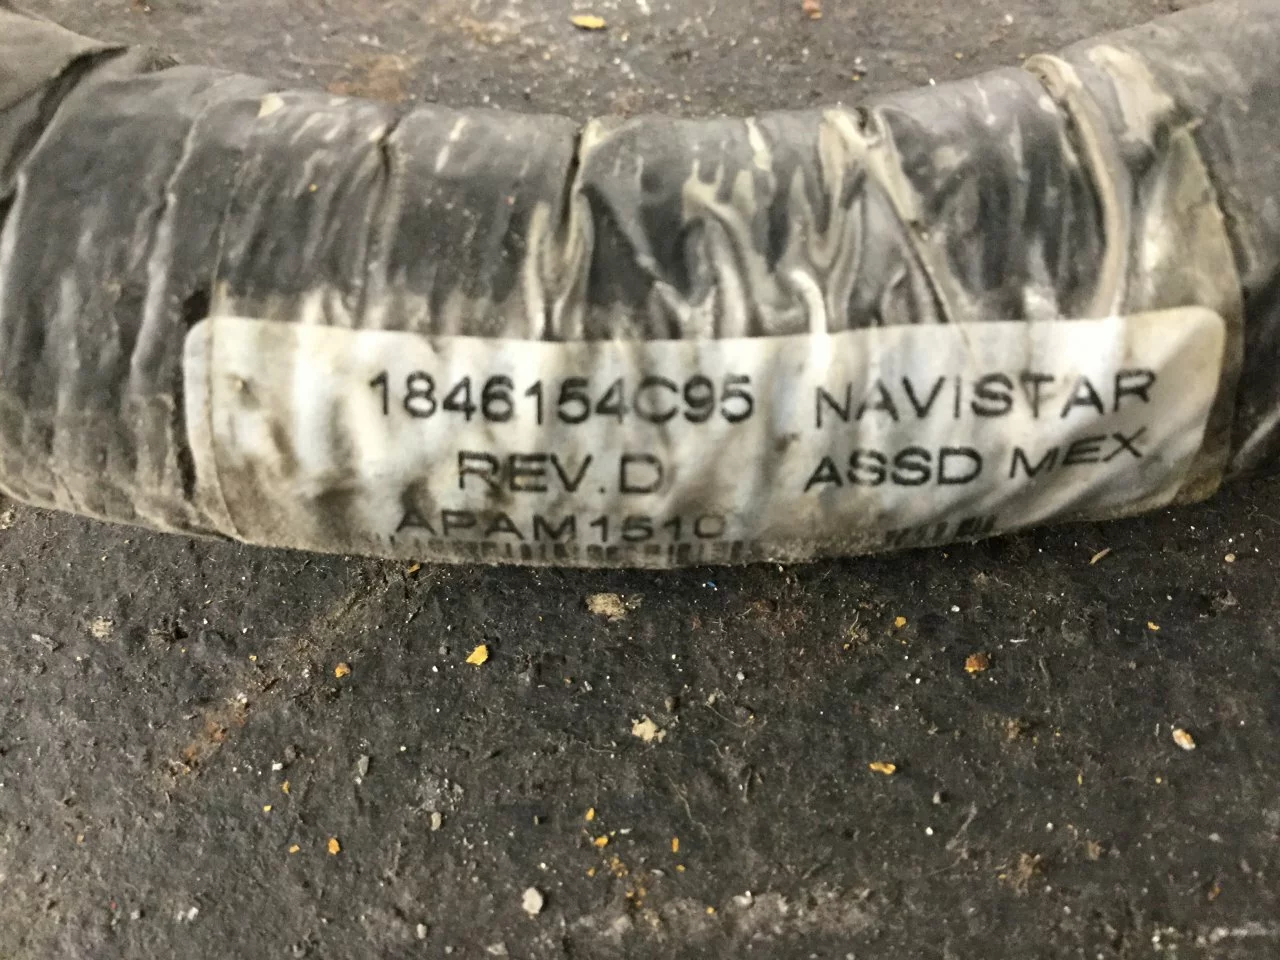 1846154C95 NAVISTAR
REV.D ASSD MEX
APAM1510